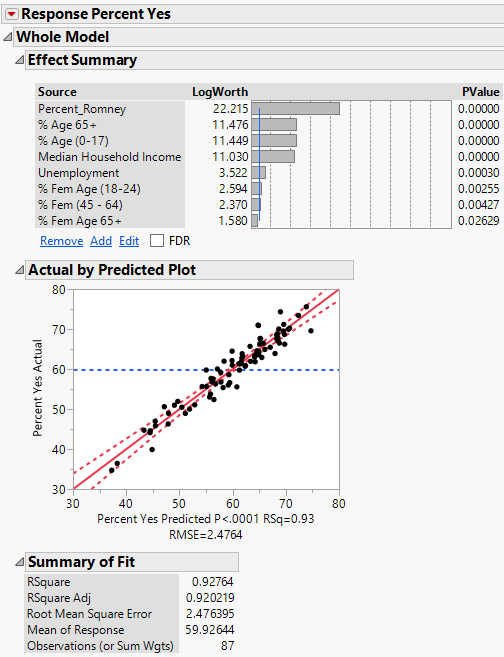 Response Percent Yes
Whole Model
Effect Summary
Source LogWorth PValue
Percent_Romney 22.215 0.00000
% Age 65+ 11.476 0.00000
% Age (0-17) 11.449 0.00000
Median Household Income 11.030 0.00000
Unemployment 3.522 0.00030
% Fem Age (18-24) 2.594 0.00255
% Fem (45 - 64) 2.370 0.00427
% Fem Age 65+ 1.580 0.02629
Remove Add Edit FDR
Actual by Predicted Plot
80
70
60
50
40
30
Percent Yes Actual
30 40 50 60 70 80
Percent Yes Predicted P<.0001 RSq=0.93
RMSE=2.4764
Summary of Fit
RSquare 0.92764
RSquare Adj 0.920219
Root Mean Square Error 2.476395
Mean of Response 59.92644
Observations (or Sum Wgts) 87